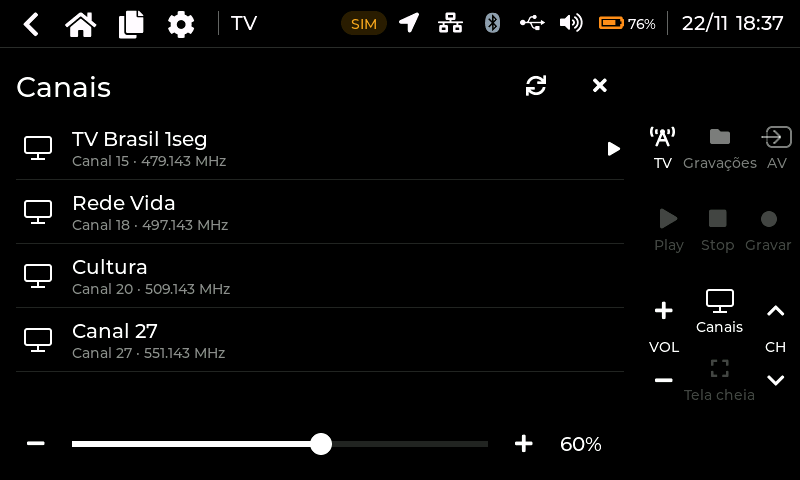 TV
SIM
76%
22/11 18:37
Canais
TV Brasil 1seg
Canal 15 · 479.143 MHz
Rede Vida
Canal 18 · 497.143 MHz
Cultura
Canal 20 · 509.143 MHz
Canal 27
Canal 27 · 551.143 MHz
60%
TV
Gravações
AV
Play
Stop
Gravar
Canais
VOL
CH
Tela cheia